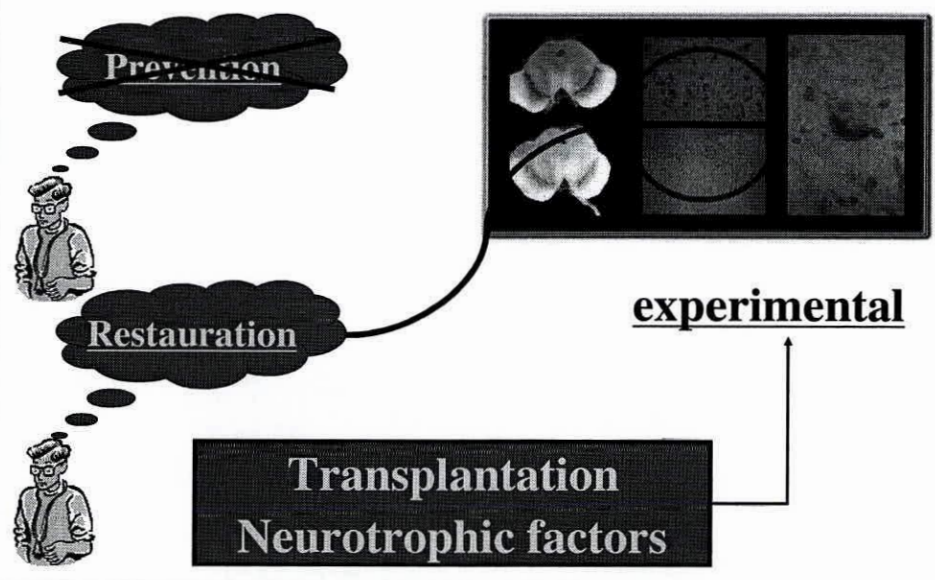 Prevention
Restauration
experimental
Transplantation
Neurotrophic factors